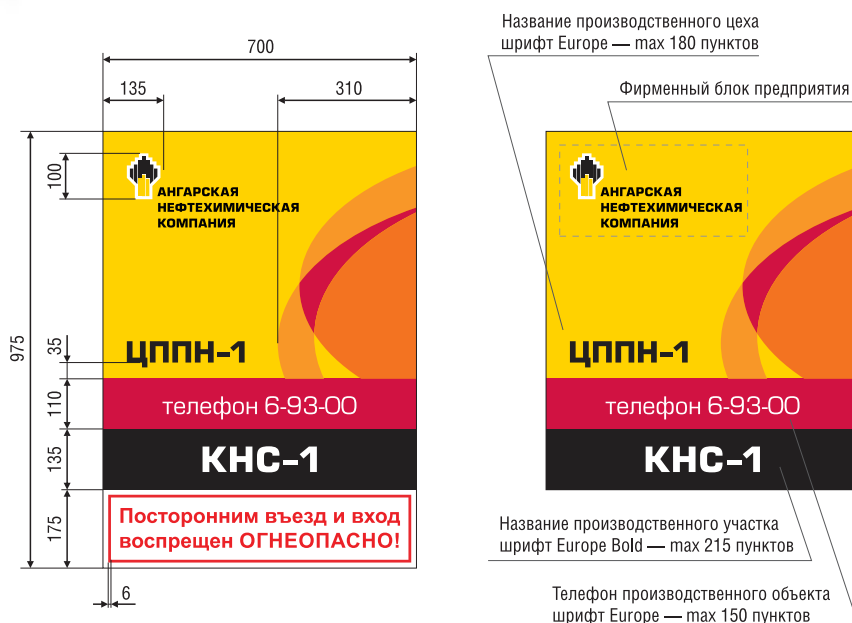 700
135
310
975
100
35
110
135
175
6
АНГАРСКАЯ
НЕФТЕХИМИЧЕСКАЯ
КОМПАНИЯ
ЦППН-1
телефон 6-93-00
КНС-1
Посторонним въезд и вход
воспрещен ОГНЕОПАСНО!
Название производственного цеха
шрифт Europe — max 180 пунктов
Фирменный блок предприятия
АНГАРСКАЯ
НЕФТЕХИМИЧЕСКАЯ
КОМПАНИЯ
ЦППН-1
телефон 6-93-00
КНС-1
Название производственного участка
шрифт Europe Bold — max 215 пунктов
Телефон производственного объекта
шрифт Europe — max 150 пунктов